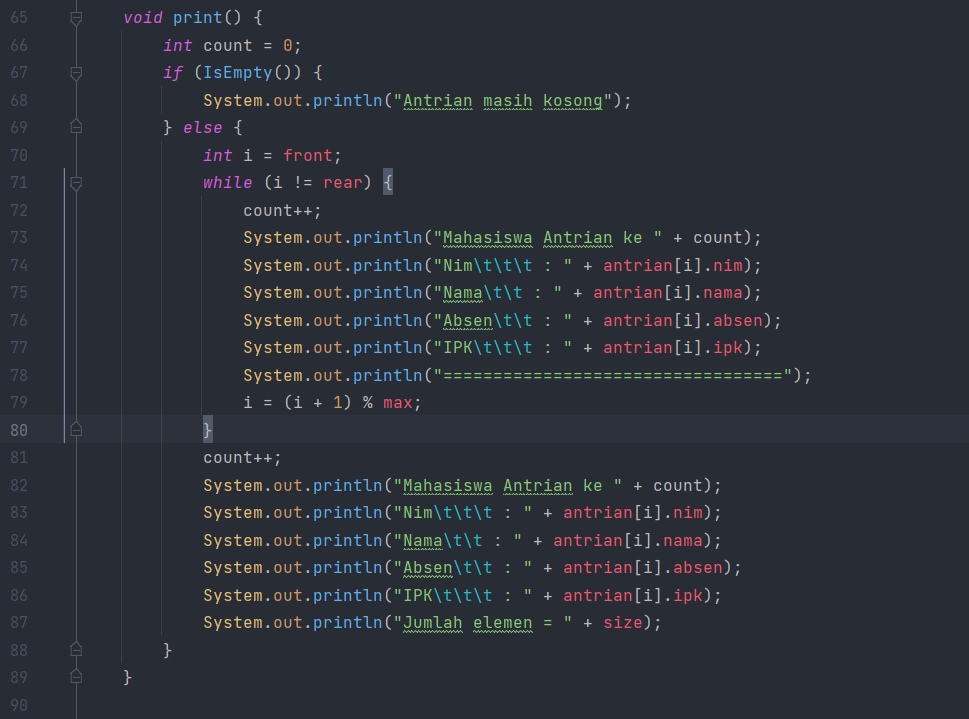 65 void print() {
66 int count = 0;
67 if (IsEmpty()) {
68 System.out.println("Antrian masih kosong");
69 } else {
70 int i = front;
71 while (i != rear) {
72 count++;
73 System.out.println("Mahasiswa Antrian ke " + count);
74 System.out.println("Nim\t\t\t : " + antrian[i].nim);
75 System.out.println("Nama\t\t : " + antrian[i].nama);
76 System.out.println("Absen\t\t : " + antrian[i].absen);
77 System.out.println("IPK\t\t\t : " + antrian[i].ipk);
78 System.out.println("==================================");
79 i = (i + 1) % max;
80 }
81 count++;
82 System.out.println("Mahasiswa Antrian ke " + count);
83 System.out.println("Nim\t\t\t : " + antrian[i].nim);
84 System.out.println("Nama\t\t : " + antrian[i].nama);
85 System.out.println("Absen\t\t : " + antrian[i].absen);
86 System.out.println("IPK\t\t\t : " + antrian[i].ipk);
87 System.out.println("Jumlah elemen = " + size);
88 }
89 }
90